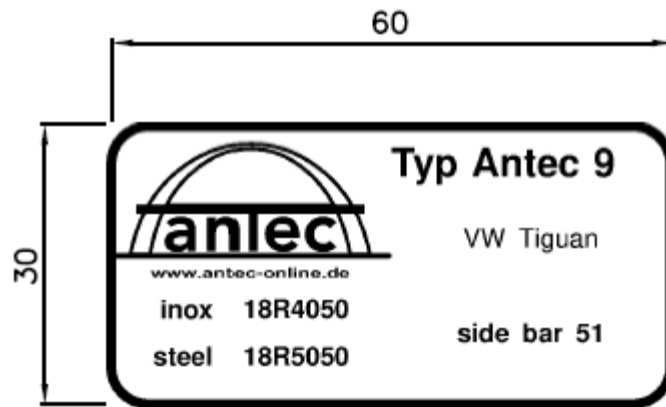 60
30
antec
www.antec-online.de
inox 18R4050
steel 18R5050
Typ Antec 9
VW Tiguan
side bar 51